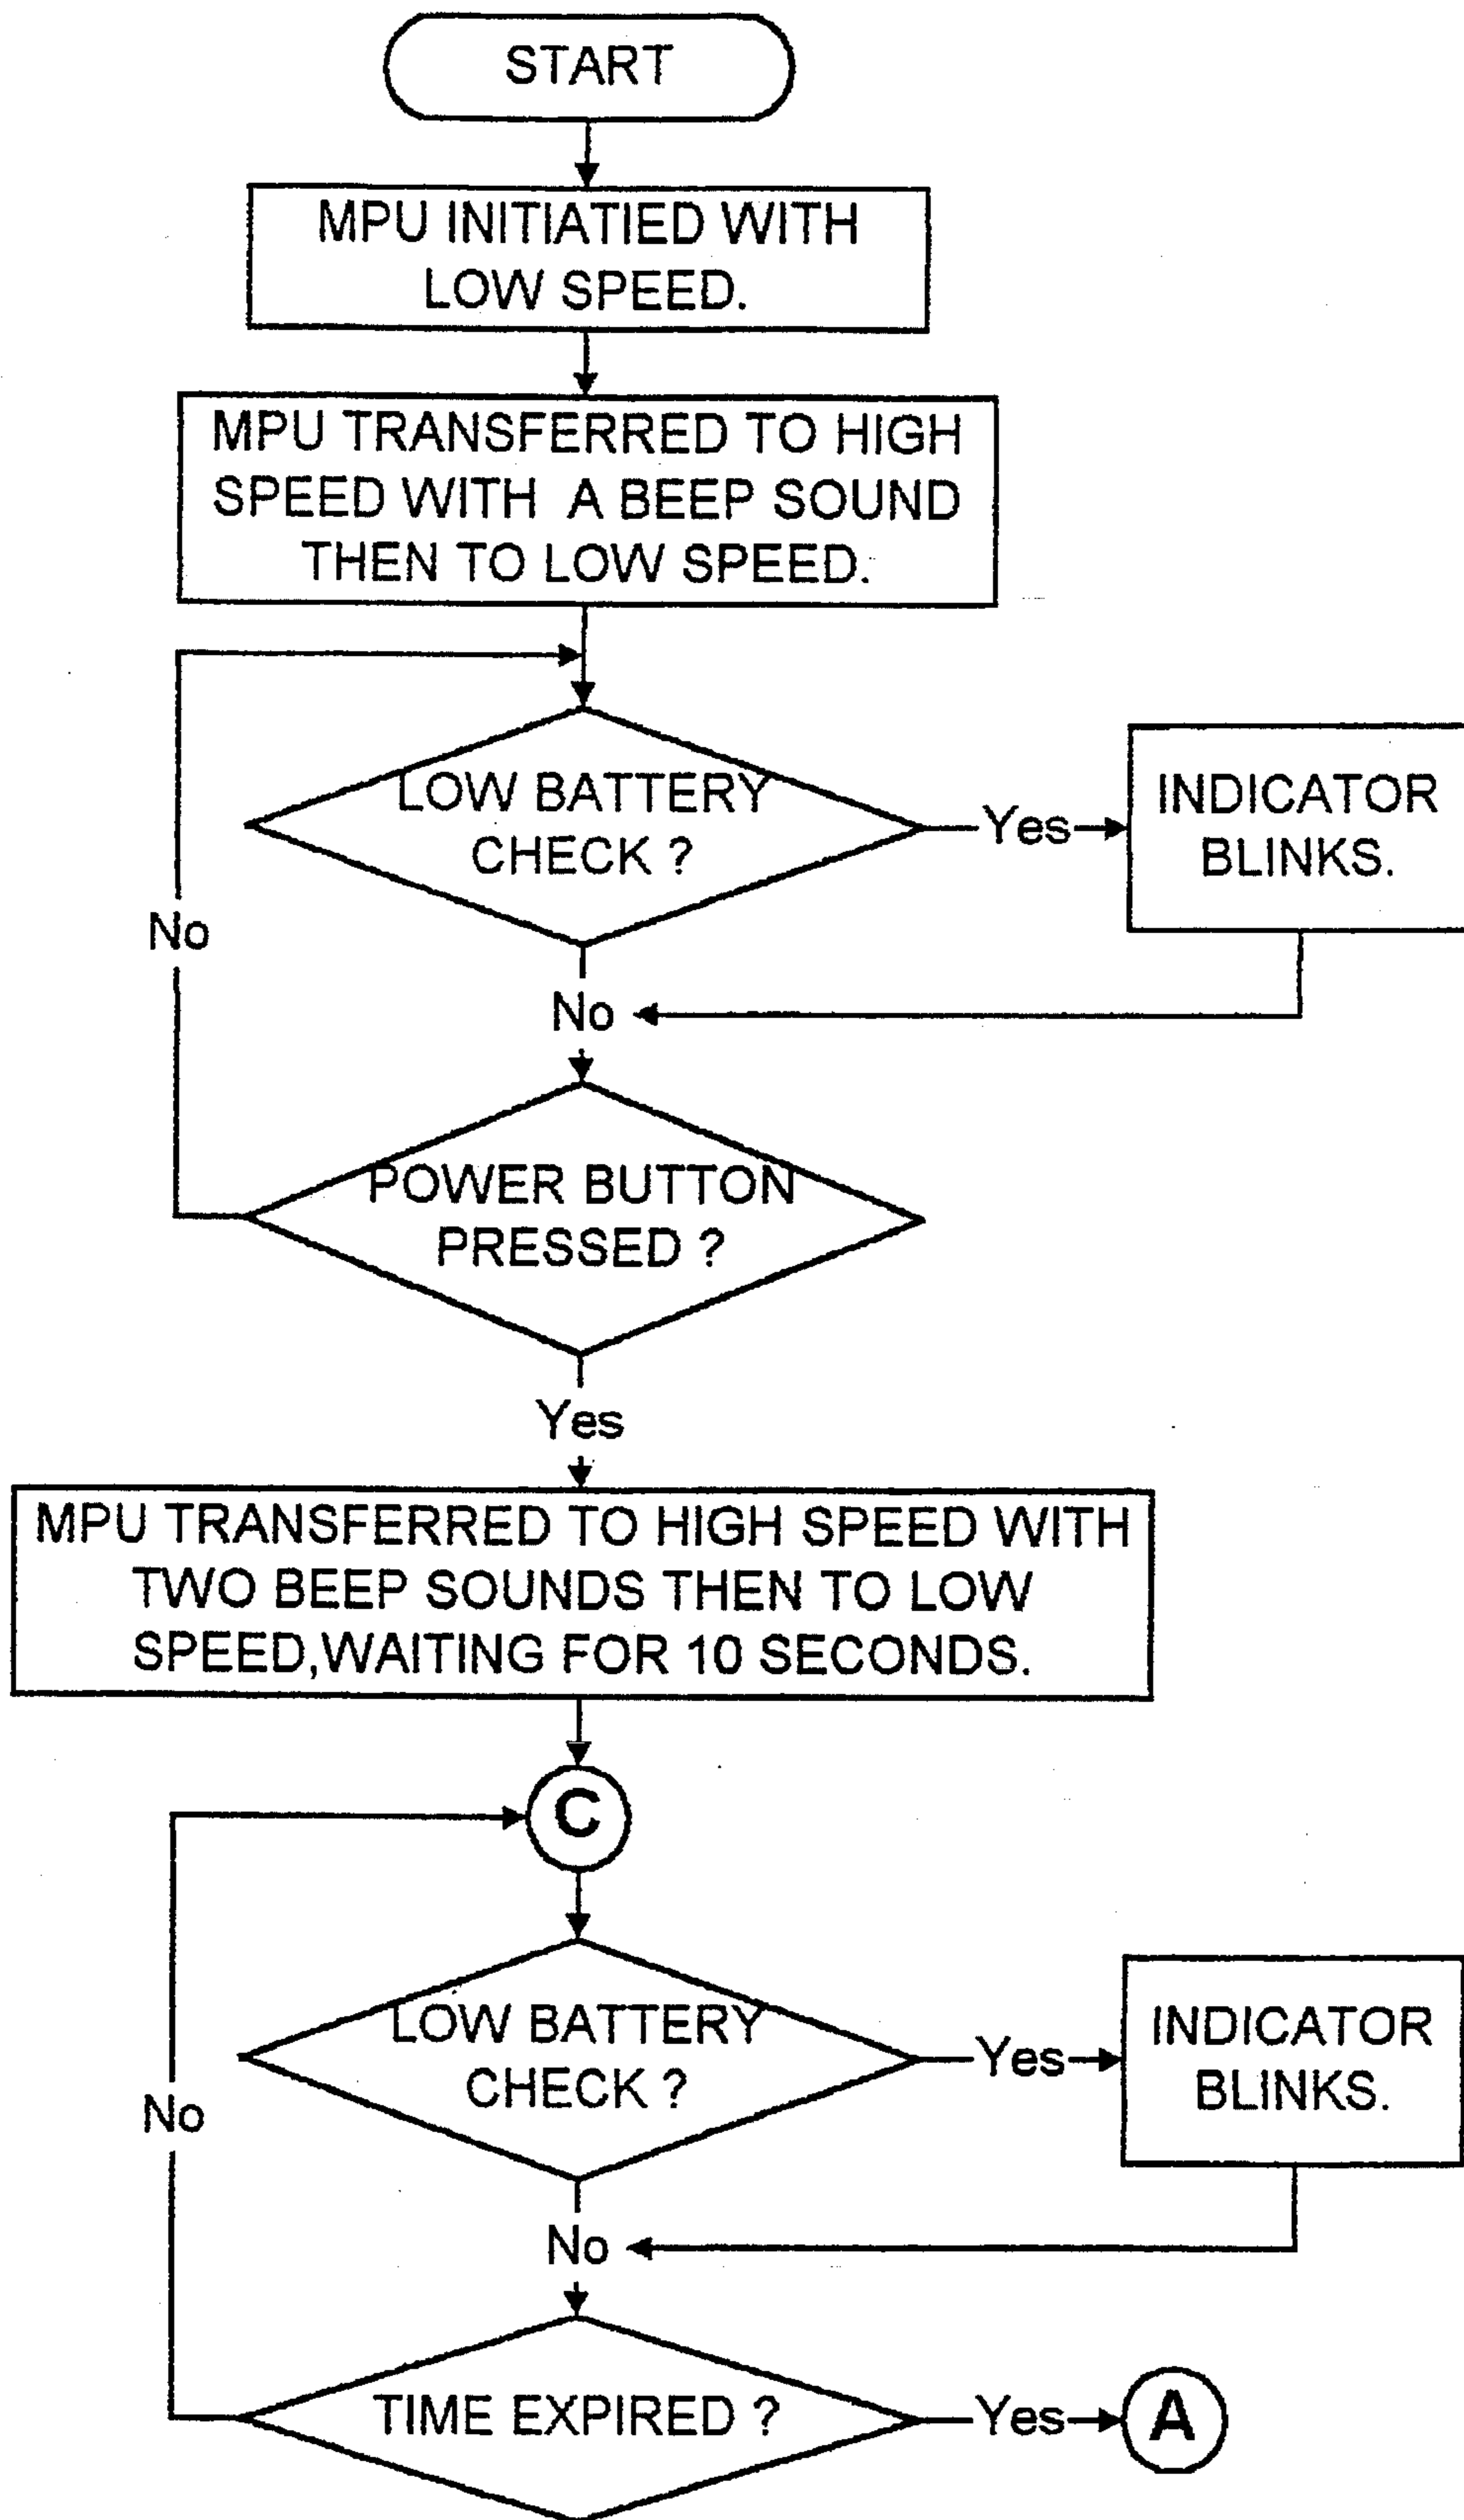 START
MPU INITIATIED WITH
LOW SPEED.
MPU TRANSFERRED TO HIGH
SPEED WITH A BEEP SOUND
THEN TO LOW SPEED.
LOW BATTERY
CHECK ?
Yes
INDICATOR
BLINKS.
No
No
POWER BUTTON
PRESSED ?
Yes
MPU TRANSFERRED TO HIGH SPEED WITH
TWO BEEP SOUNDS THEN TO LOW
SPEED,WAITING FOR 10 SECONDS.
C
LOW BATTERY
CHECK ?
Yes
INDICATOR
BLINKS.
No
No
TIME EXPIRED ?
Yes
A